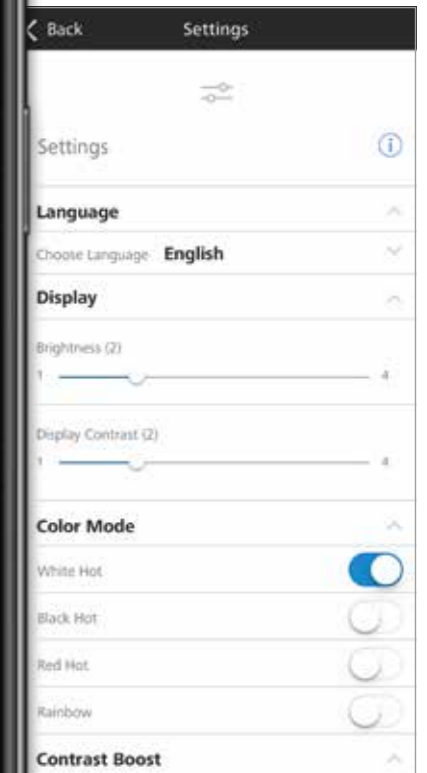 Back Settings
Settings
Language
Choose Language English
Display
Brightness (2)
1 4
Display Contrast (2)
1 4
Color Mode
White Hot
Black Hot
Red Hot
Rainbow
Contrast Boost